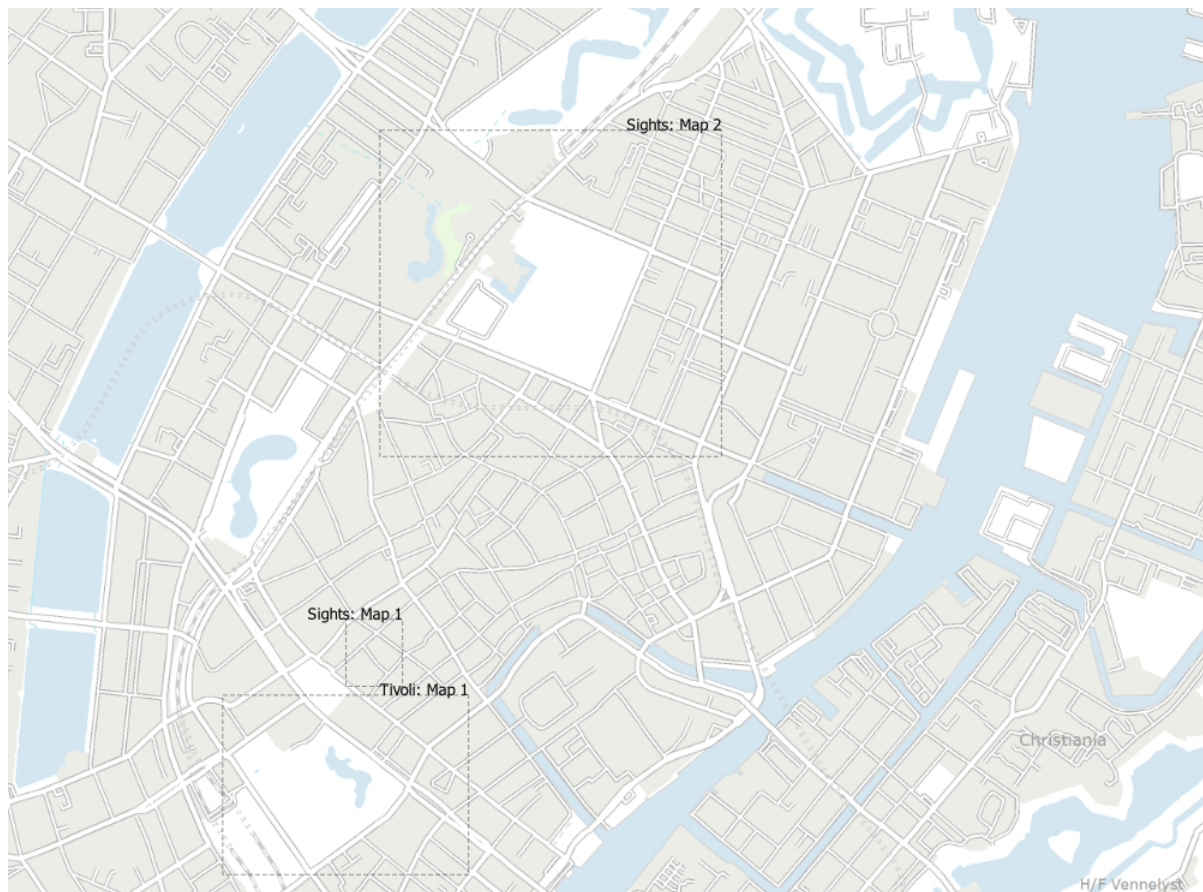 Sights: Map 2
Sights: Map 1
Tivoli: Map 1
Christiania
H/F Vennelyst